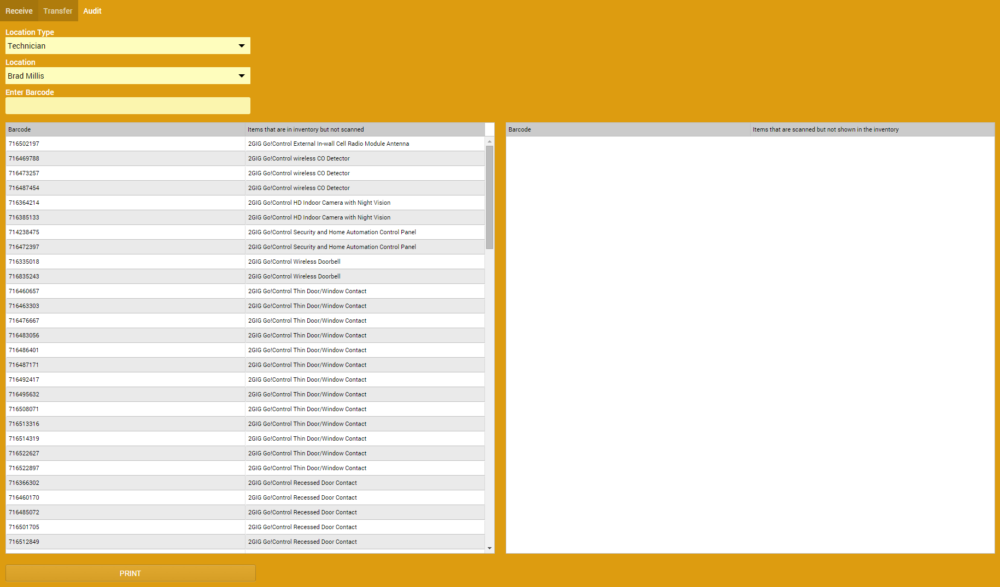 Receive Transfer Audit
Location Type
Technician
Location
Brad Millis
Enter Barcode
Barcode Items that are in inventory but not scanned
716502197 2GIG Go!Control External In-wall Cell Radio Module Antenna
716469788 2GIG Go!Control wireless CO Detector
716473257 2GIG Go!Control wireless CO Detector
716487454 2GIG Go!Control wireless CO Detector
716364214 2GIG Go!Control HD Indoor Camera with Night Vision
716385133 2GIG Go!Control HD Indoor Camera with Night Vision
714238475 2GIG Go!Control Security and Home Automation Control Panel
716472397 2GIG Go!Control Security and Home Automation Control Panel
716335018 2GIG Go!Control Wireless Doorbell
716835243 2GIG Go!Control Wireless Doorbell
716460657 2GIG Go!Control Thin Door/Window Contact
716463303 2GIG Go!Control Thin Door/Window Contact
716476667 2GIG Go!Control Thin Door/Window Contact
716483056 2GIG Go!Control Thin Door/Window Contact
716486401 2GIG Go!Control Thin Door/Window Contact
716487171 2GIG Go!Control Thin Door/Window Contact
716492417 2GIG Go!Control Thin Door/Window Contact
716495632 2GIG Go!Control Thin Door/Window Contact
716508071 2GIG Go!Control Thin Door/Window Contact
716513316 2GIG Go!Control Thin Door/Window Contact
716514319 2GIG Go!Control Thin Door/Window Contact
716522627 2GIG Go!Control Thin Door/Window Contact
716522897 2GIG Go!Control Thin Door/Window Contact
716366302 2GIG Go!Control Recessed Door Contact
716460170 2GIG Go!Control Recessed Door Contact
716485072 2GIG Go!Control Recessed Door Contact
716501705 2GIG Go!Control Recessed Door Contact
716512849 2GIG Go!Control Recessed Door Contact
Barcode Items that are scanned but not shown in the inventory
PRINT